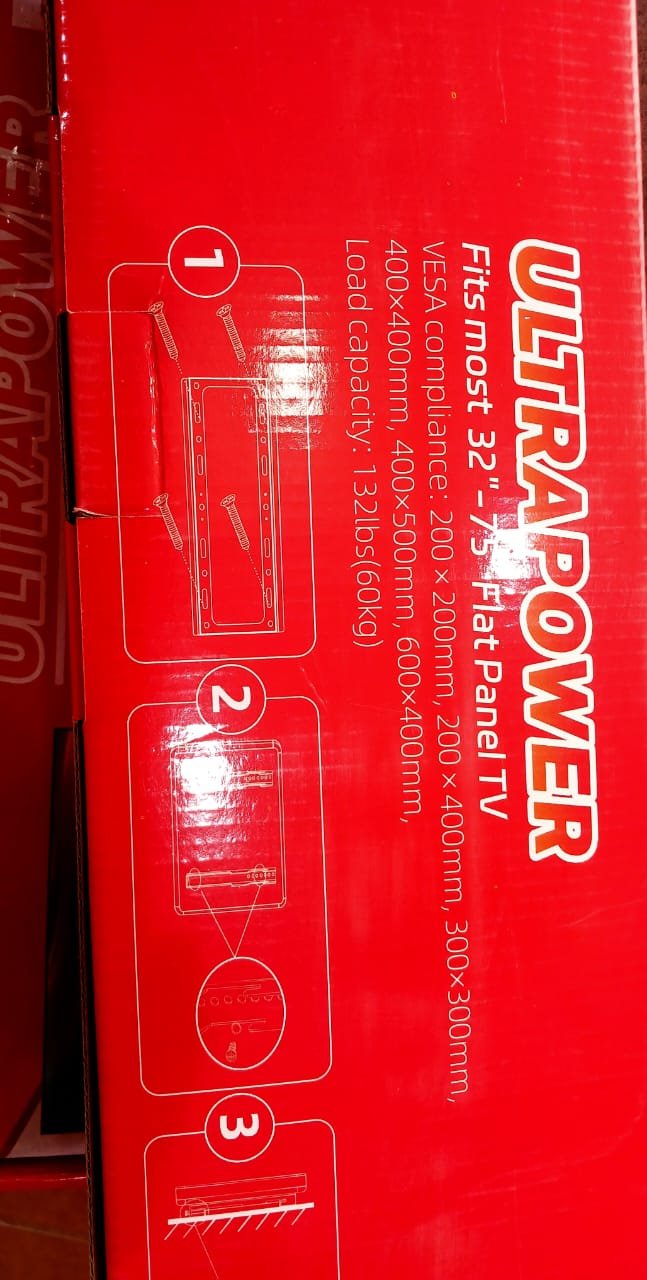 ULTRAPOWER
Fits most 32"-75" Flat Panel TV
VESA compliance: 200 × 200mm, 200 × 400mm, 300×300mm,
400×400mm, 400×500mm, 600×400mm,
Load capacity: 132lbs(60kg)
1
2
3
ULTRAPOWER